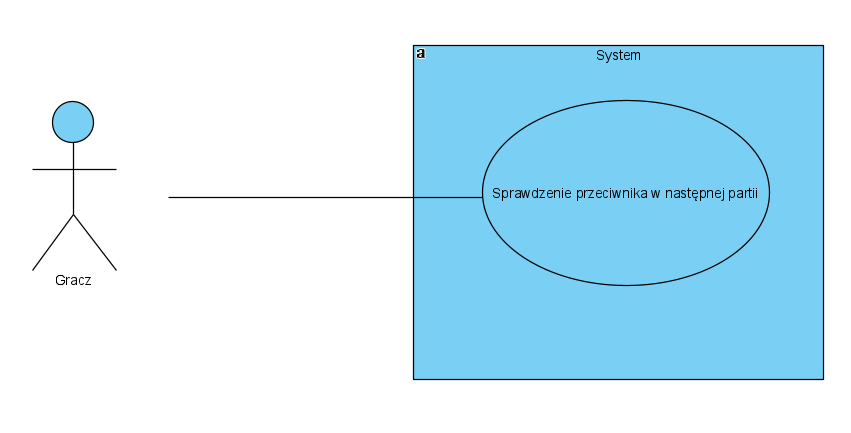 a
System
Sprawdzenie przeciwnika w następnej partii
Gracz